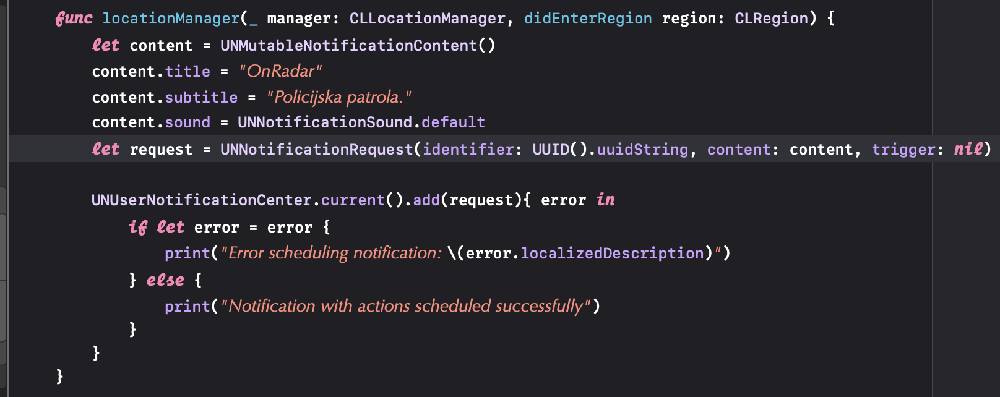 func locationManager(_ manager: CLLocationManager, didEnterRegion region: CLRegion) {
let content = UNMutableNotificationContent()
content.title = "OnRadar"
content.subtitle = "Policijska patrola."
content.sound = UNNotificationSound.default
let request = UNNotificationRequest(identifier: UUID().uuidString, content: content, trigger: nil)
UNUserNotificationCenter.current().add(request){ error in
if let error = error {
print("Error scheduling notification: \(error.localizedDescription)")
} else {
print("Notification with actions scheduled successfully")
}
}
}